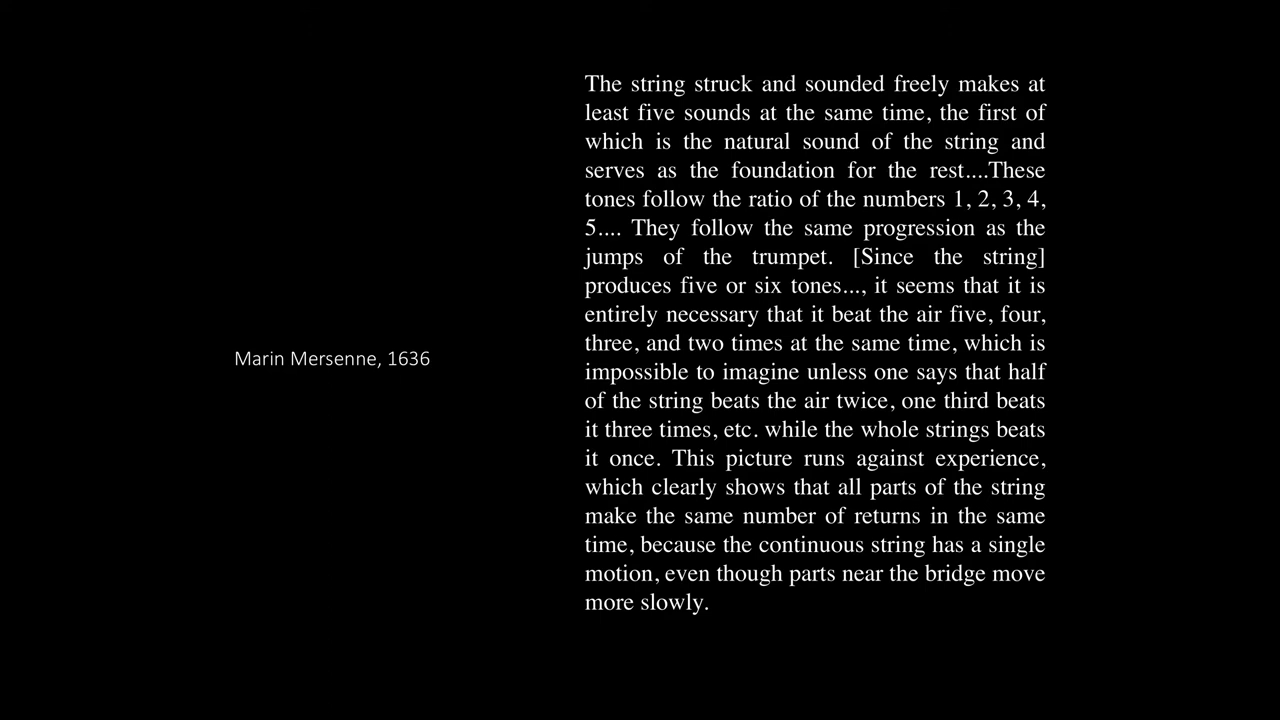 Marin Mersenne, 1636
The string struck and sounded freely makes at
least five sounds at the same time, the first of
which is the natural sound of the string and
serves as the foundation for the rest....These
tones follow the ratio of the numbers 1, 2, 3, 4,
5.... They follow the same progression as the
jumps of the trumpet. [Since the string]
produces five or six tones..., it seems that it is
entirely necessary that it beat the air five, four,
three, and two times at the same time, which is
impossible to imagine unless one says that half
of the string beats the air twice, one third beats
it three times, etc. while the whole strings beats
it once. This picture runs against experience,
which clearly shows that all parts of the string
make the same number of returns in the same
time, because the continuous string has a single
motion, even though parts near the bridge move
more slowly.